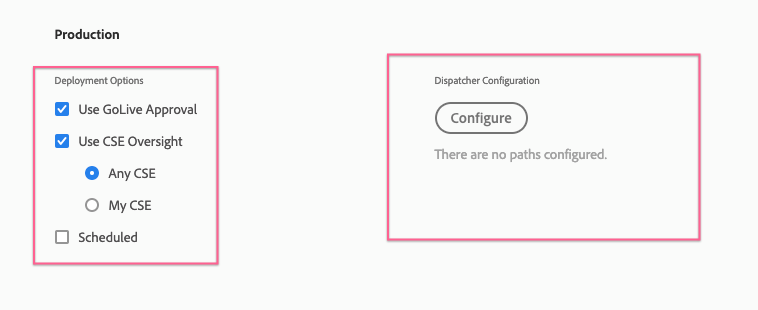 Production
Deployment Options
Use GoLive Approval
Use CSE Oversight
Any CSE
My CSE
Scheduled
Dispatcher Configuration
Configure
There are no paths configured.